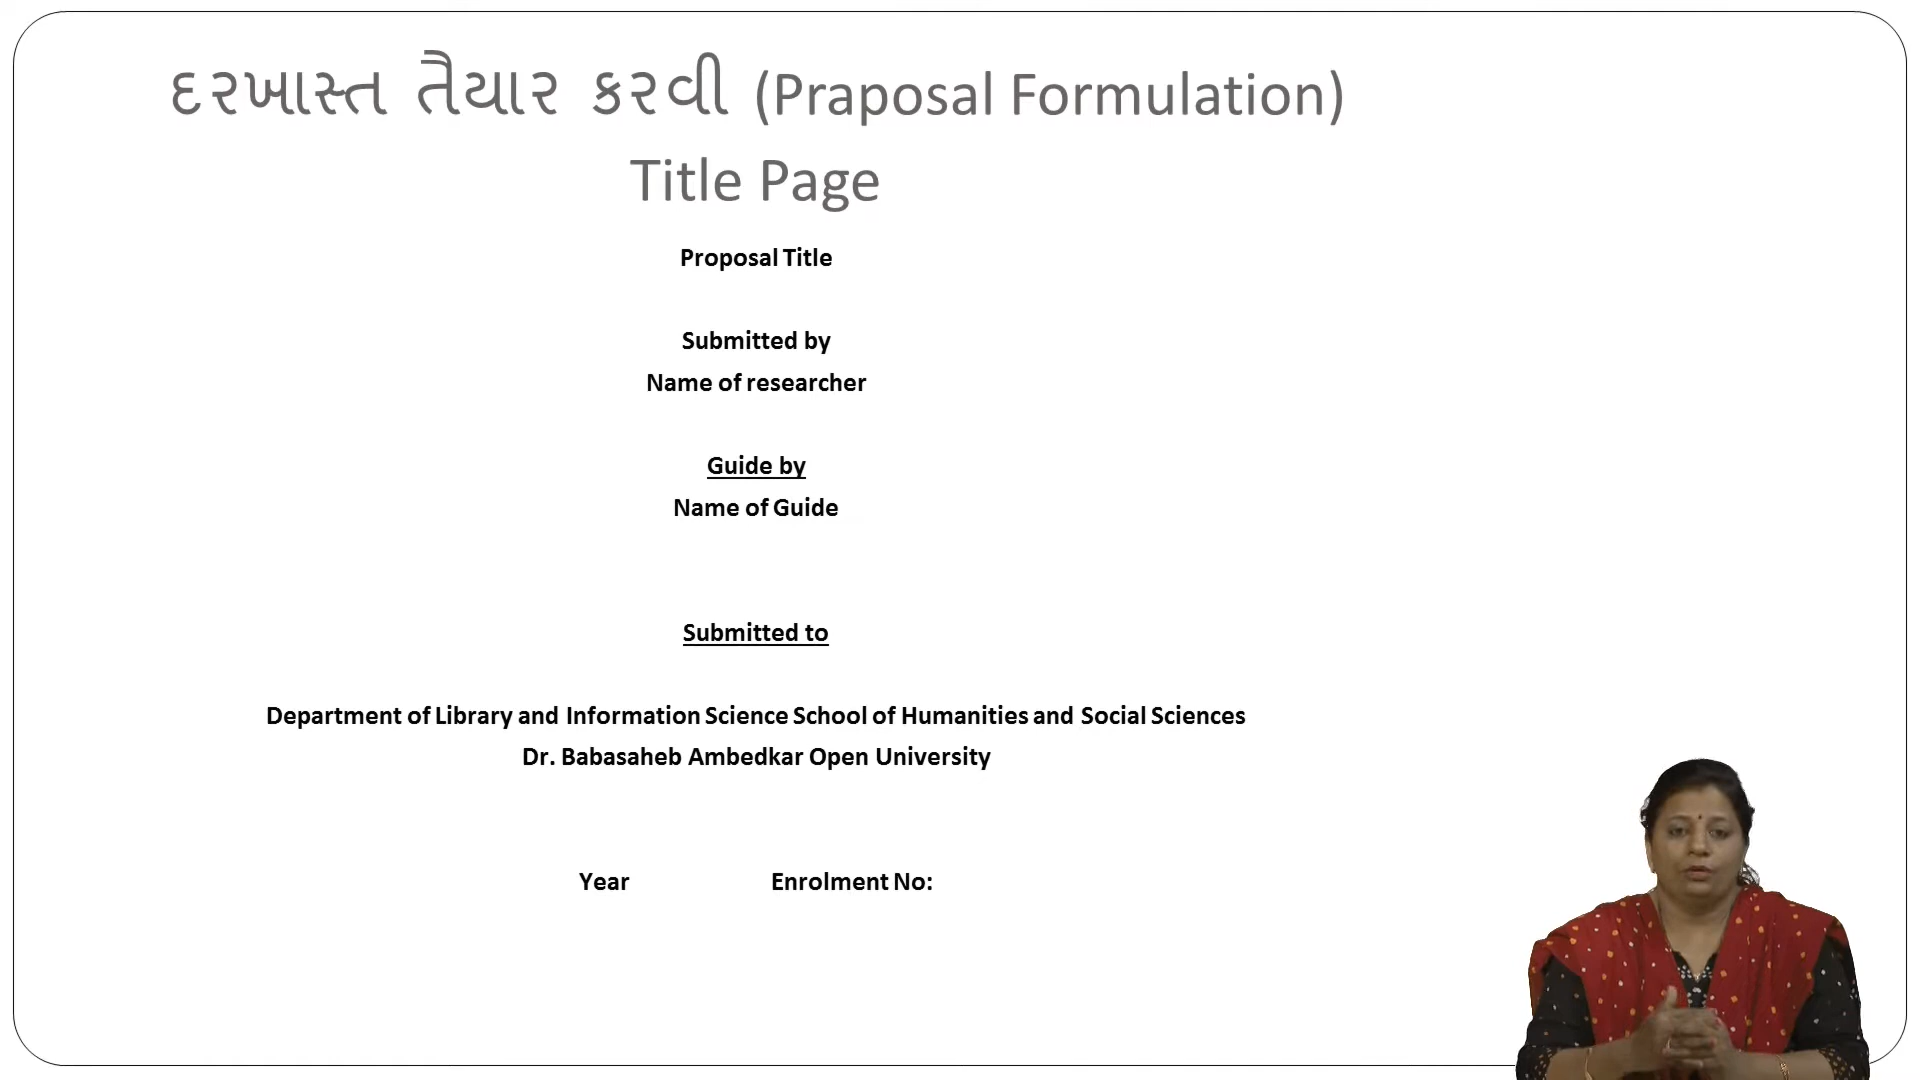 દરખાસ્ત તૈયાર કરવી (Praposal Formulation)
Title Page
Proposal Title
Submitted by
Name of researcher
Guide by
Name of Guide
Submitted to
Department of Library and Information Science School of Humanities and Social Sciences
Dr. Babasaheb Ambedkar Open University
Year Enrolment No: